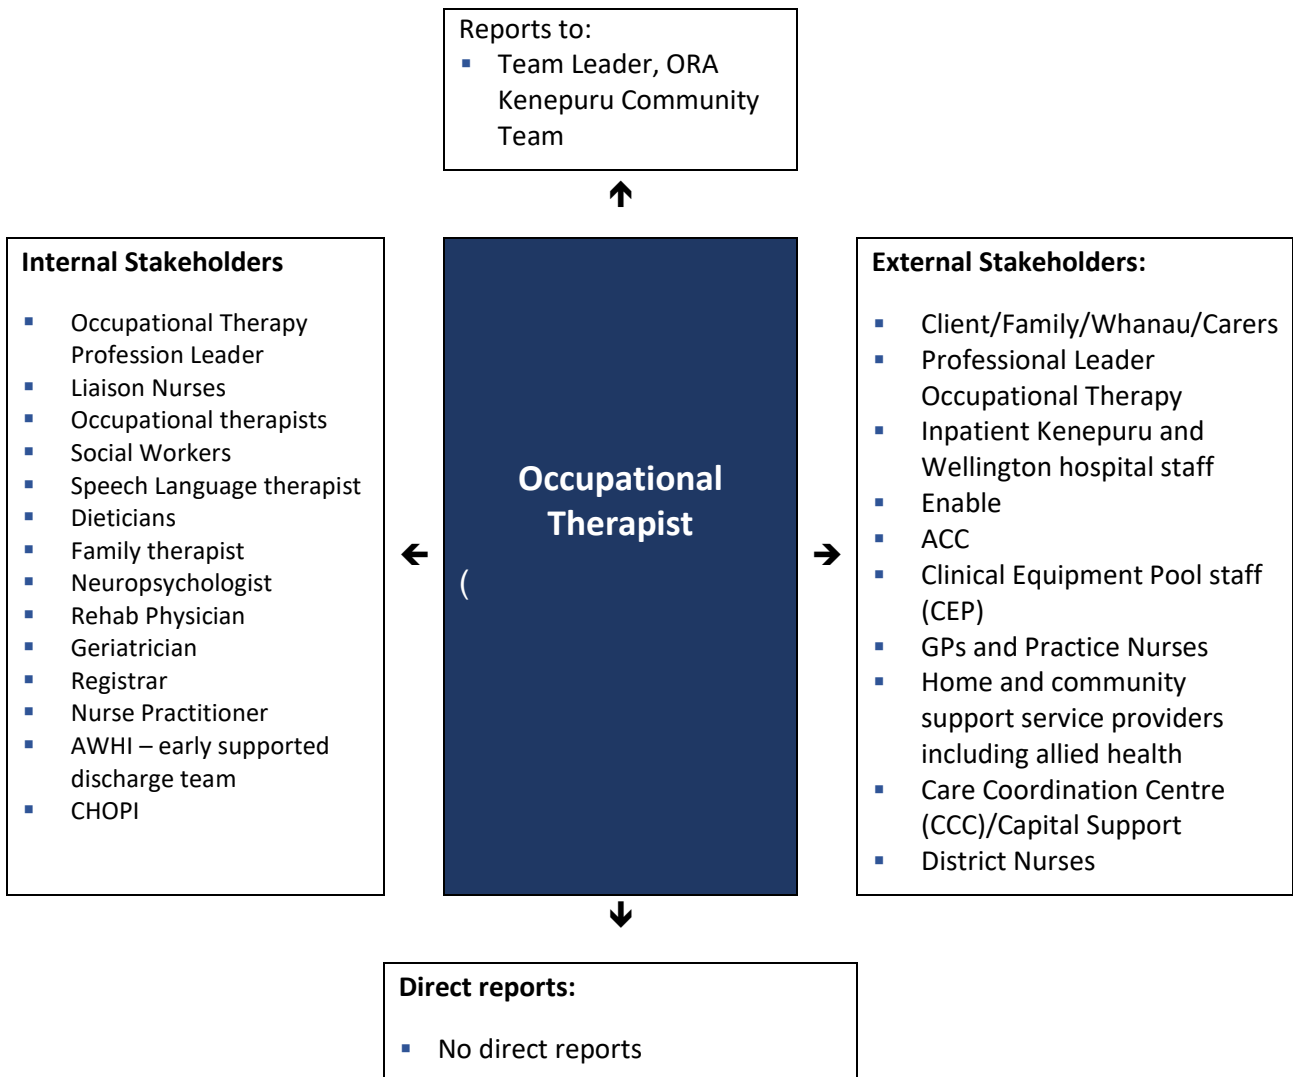 Reports to:
▪ Team Leader, ORA
Kenepuru Community
Team
🡩
Internal Stakeholders
▪ Occupational Therapy
Profession Leader
▪ Liaison Nurses
▪ Occupational therapists
▪ Social Workers
▪ Speech Language therapist
▪ Dieticians
▪ Family therapist
▪ Neuropsychologist
▪ Rehab Physician
▪ Geriatrician
▪ Registrar
▪ Nurse Practitioner
▪ AWHI – early supported
discharge team
▪ CHOPI
🡨
Occupational
Therapist
(
🡪
External Stakeholders:
▪ Client/Family/Whanau/Carers
▪ Professional Leader
Occupational Therapy
▪ Inpatient Kenepuru and
Wellington hospital staff
▪ Enable
▪ ACC
▪ Clinical Equipment Pool staff
(CEP)
▪ GPs and Practice Nurses
▪ Home and community
support service providers
including allied health
▪ Care Coordination Centre
(CCC)/Capital Support
▪ District Nurses
🡫
Direct reports:
▪ No direct reports